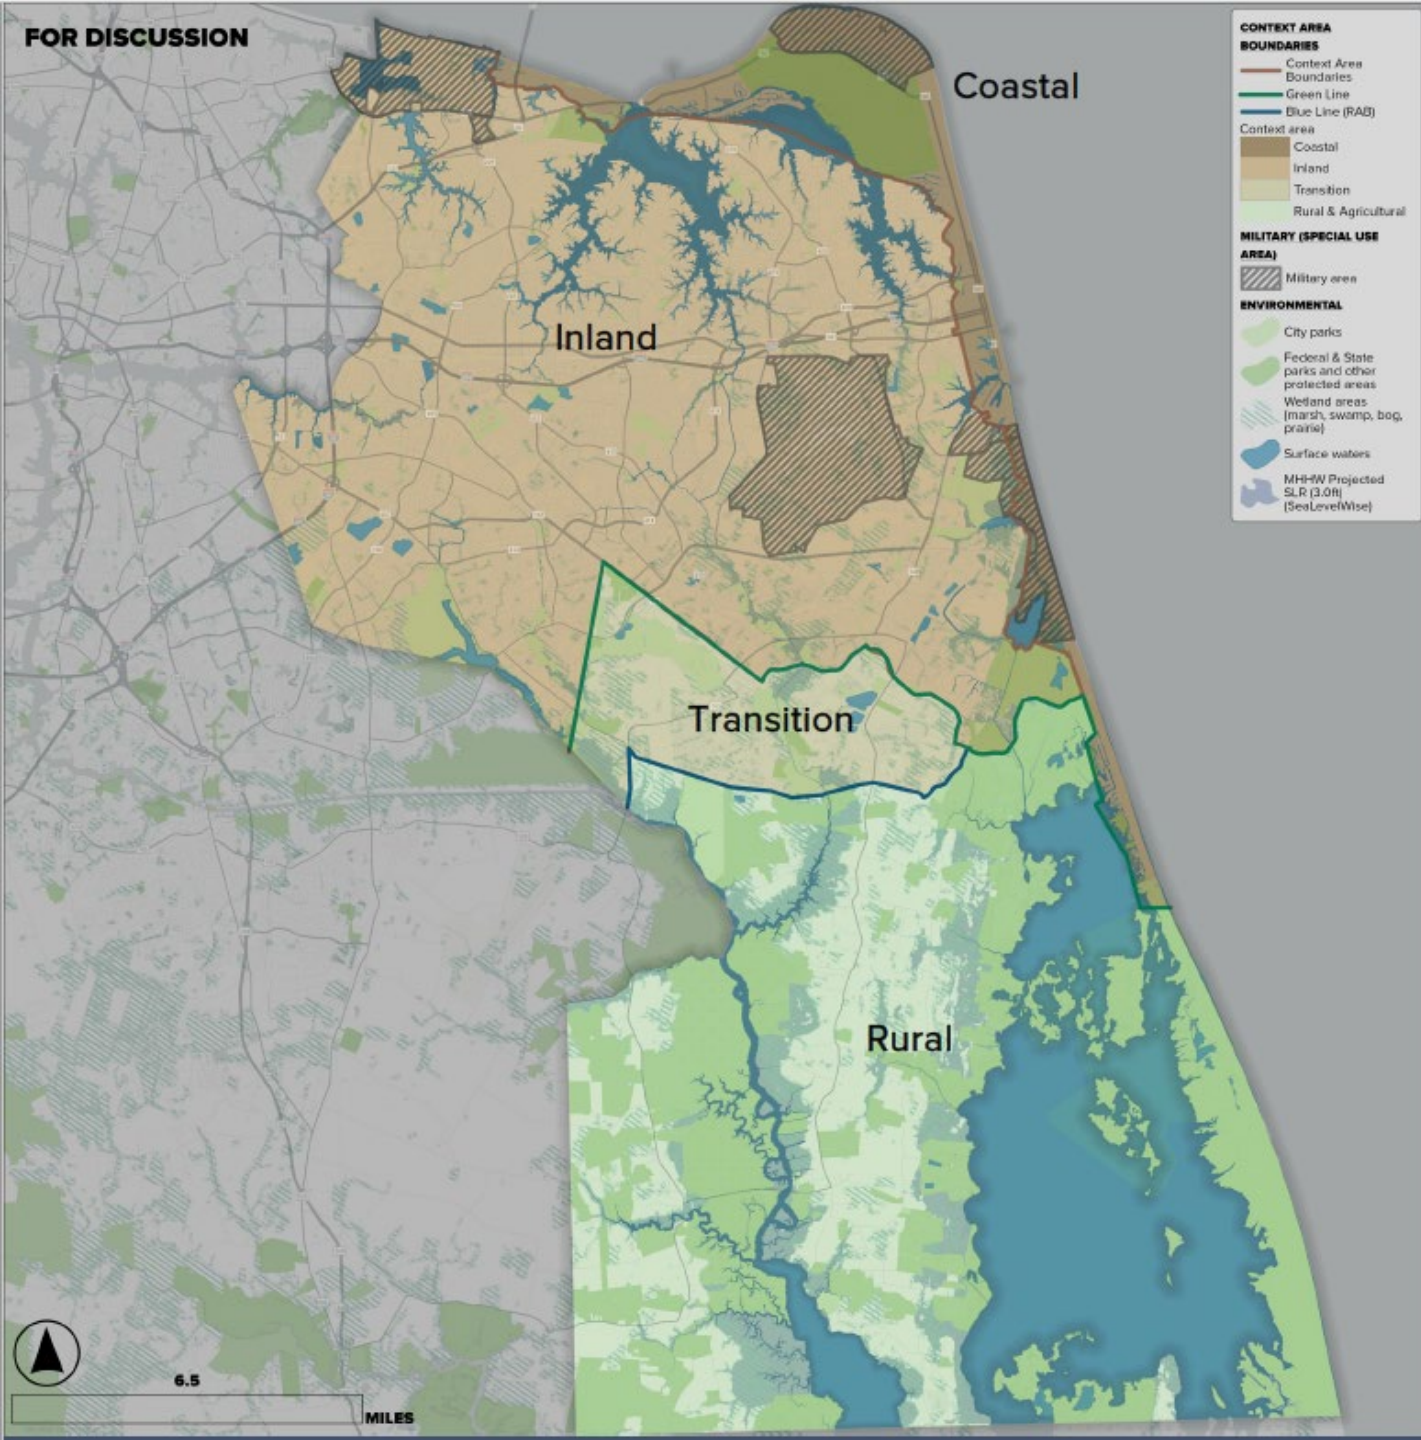 FOR DISCUSSION
Coastal
Inland
Transition
Rural
CONTEXT AREA
BOUNDARIES
Context Area
Boundaries
Green Line
Blue Line (RAB)
Context area
Coastal
Inland
Transition
Rural & Agricultural
MILITARY (SPECIAL USE
AREA)
Military area
ENVIRONMENTAL
City parks
Federal & State
parks and other
protected areas
Wetland areas
(marsh, swamp, bog,
prairie)
Surface waters
MHHW Projected
SLR (3.0ft)
(SeaLevelWise)
6.5
MILES